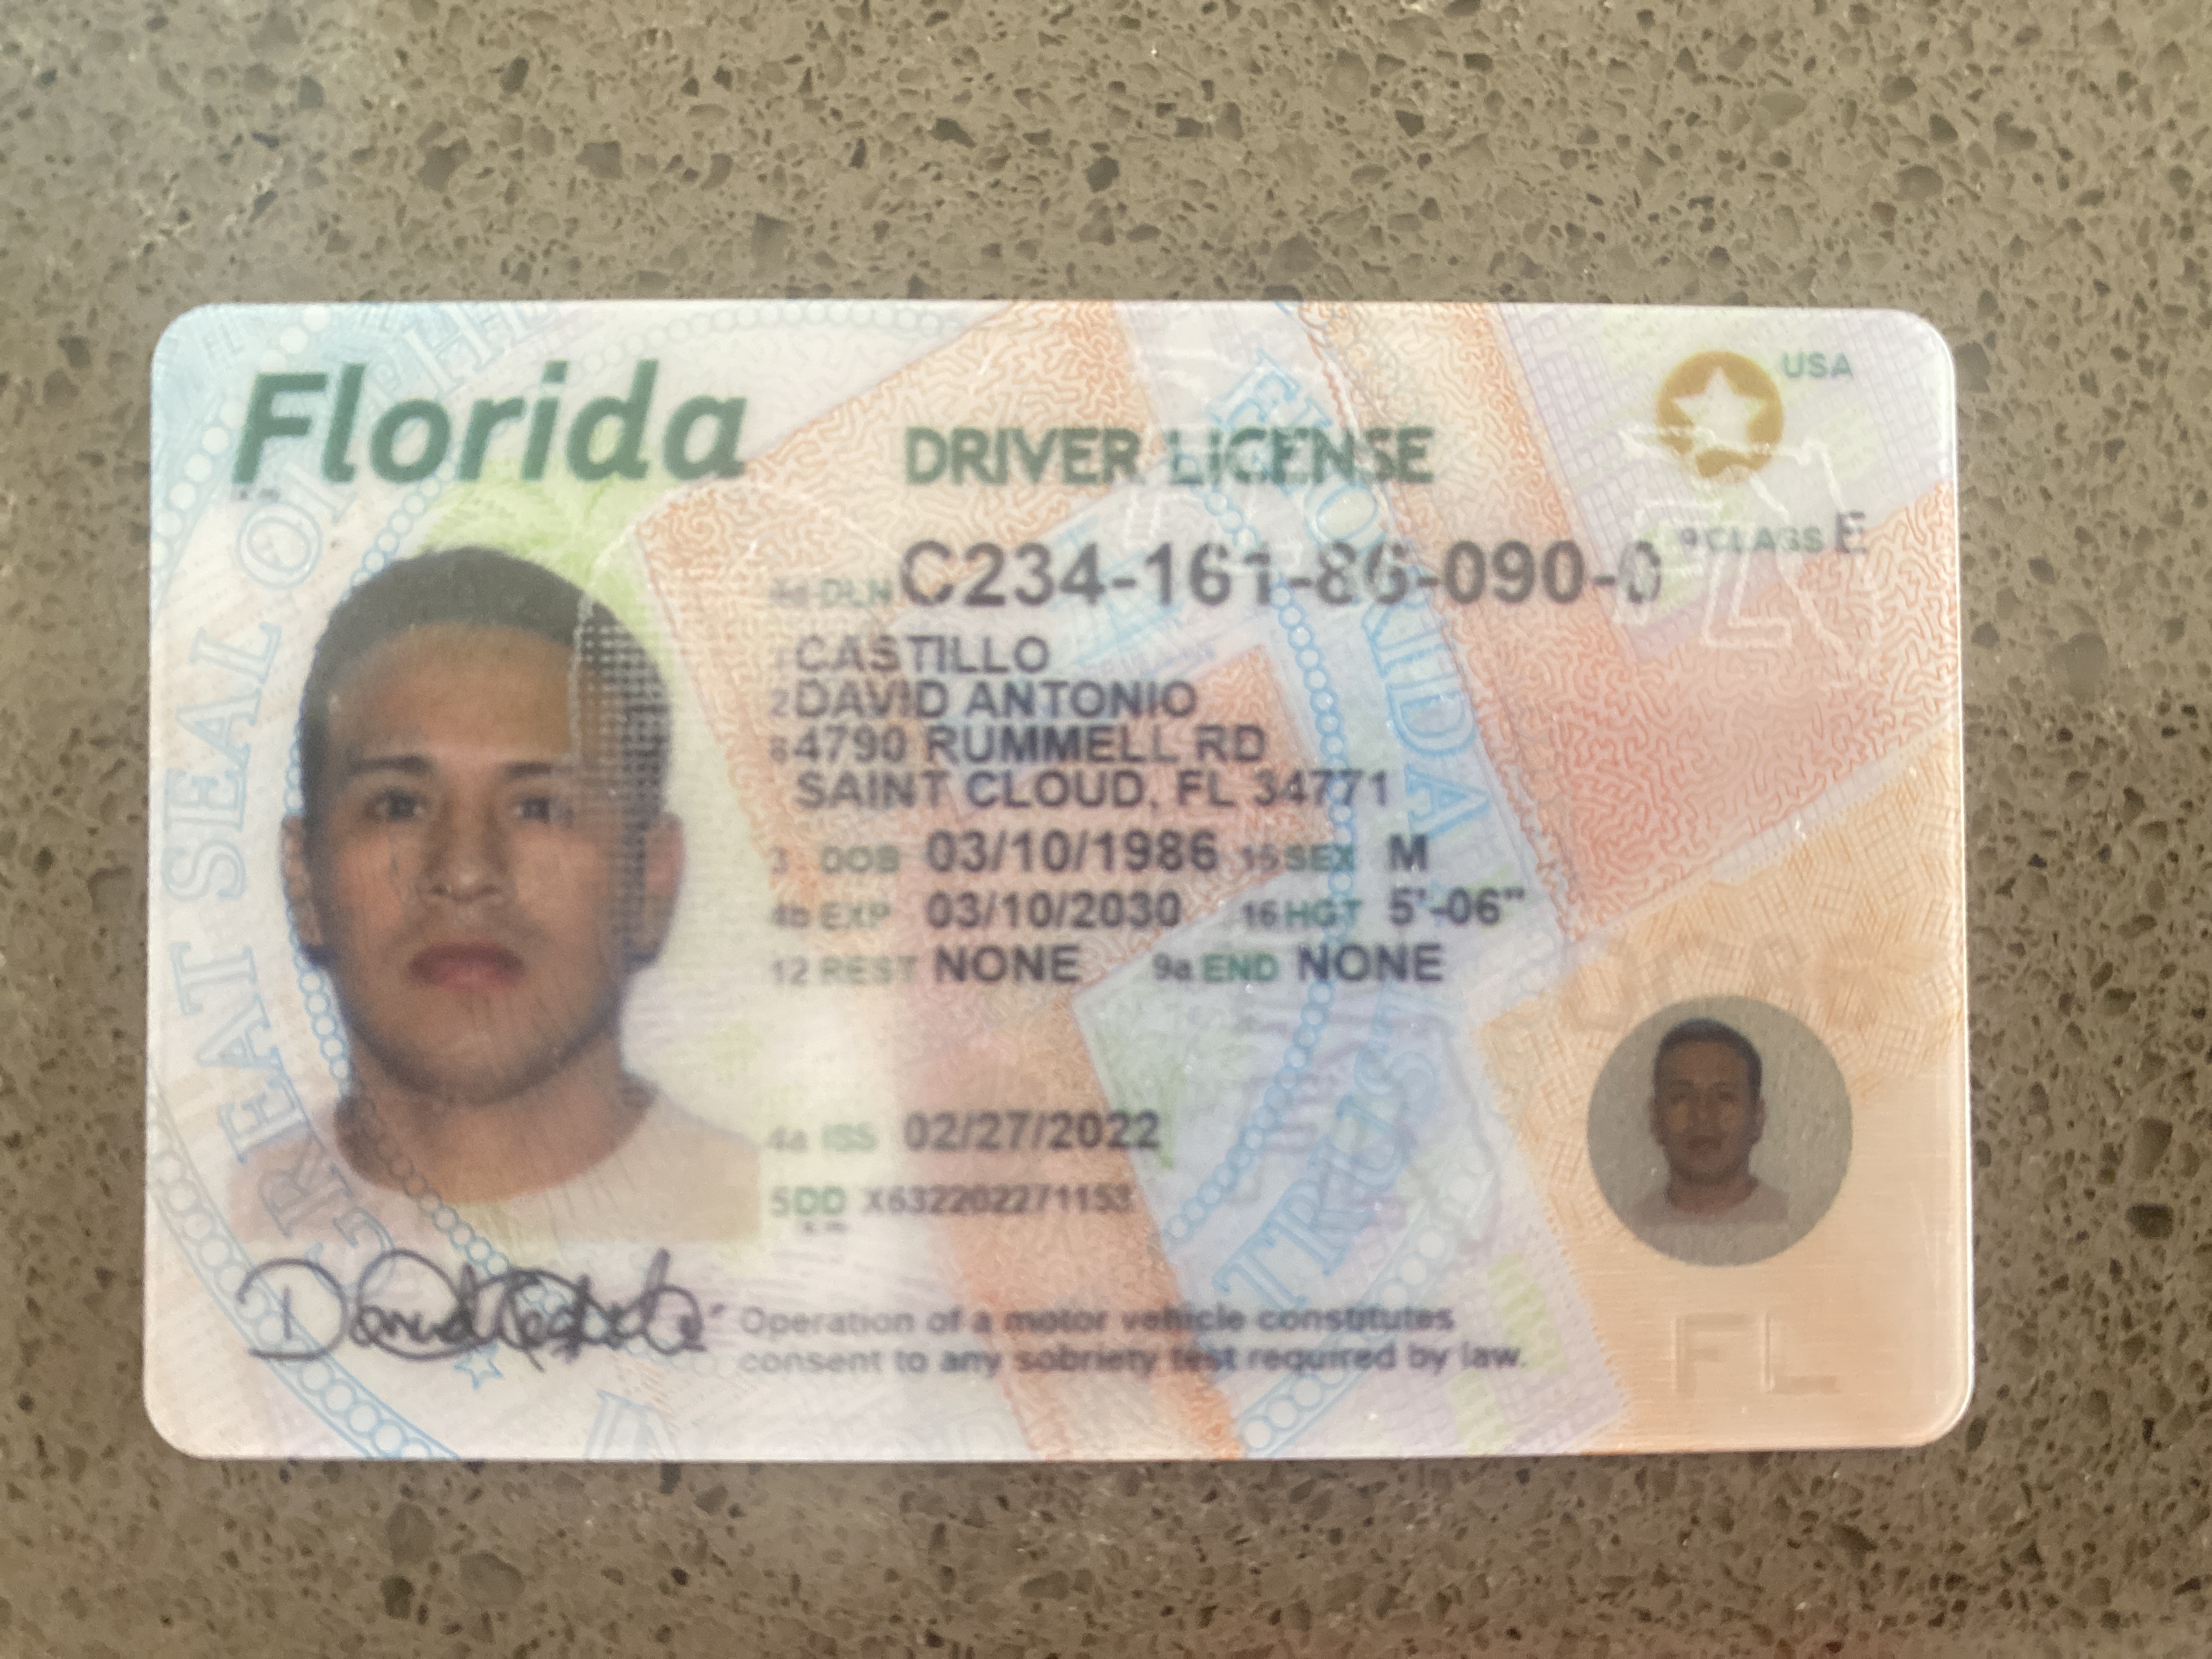 Florida
DRIVER LICENSE
USA
4d DLN C234-161-86-090-0
9 CLASS E
1 CASTILLO
2 DAVID ANTONIO
8 4790 RUMMELL RD
SAINT CLOUD, FL 34771
3 DOB 03/10/1986 15 SEX M
4b EXP 03/10/2030 16 HGT 5'-06"
12 REST NONE 9a END NONE
4a ISS 02/27/2022
5 DD X632202271153
Operation of a motor vehicle constitutes
consent to any sobriety test required by law.
GREAT SEAL OF THE
FLORIDA
TRUST
FL